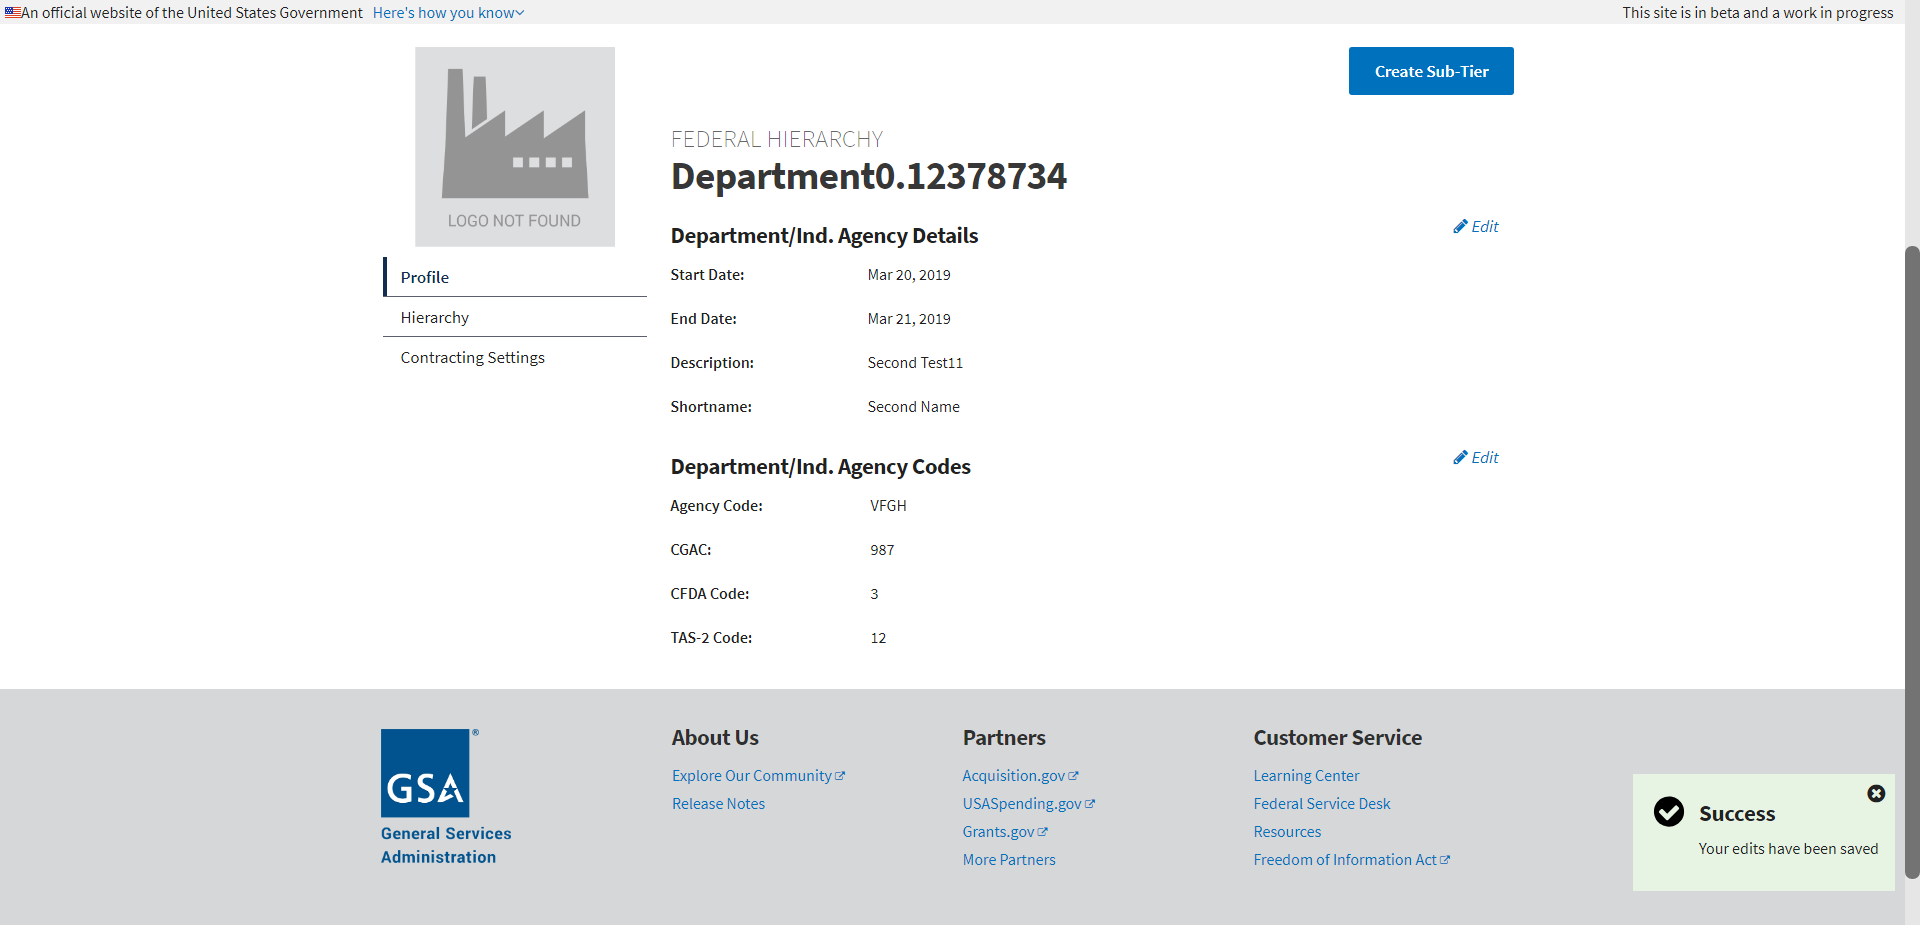 An official website of the United States Government Here's how you know
This site is in beta and a work in progress
LOGO NOT FOUND
Profile
Hierarchy
Contracting Settings
Create Sub-Tier
FEDERAL HIERARCHY
Department0.12378734
Department/Ind. Agency Details
Edit
Start Date: Mar 20, 2019
End Date: Mar 21, 2019
Description: Second Test11
Shortname: Second Name
Department/Ind. Agency Codes
Edit
Agency Code: VFGH
CGAC: 987
CFDA Code: 3
TAS-2 Code: 12
GSA ®
General Services
Administration
About Us
Explore Our Community
Release Notes
Partners
Acquisition.gov
USASpending.gov
Grants.gov
More Partners
Customer Service
Learning Center
Federal Service Desk
Resources
Freedom of Information Act
Success
Your edits have been saved